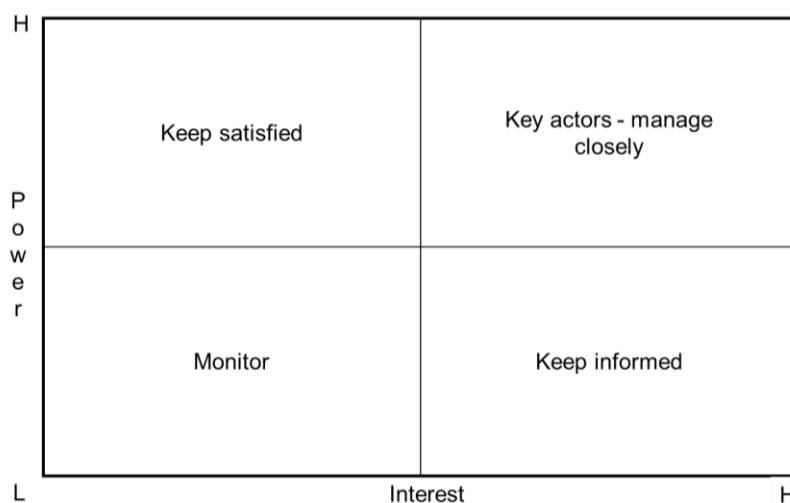 H
Keep satisfied
Key actors - manage
closely
P
o
w
e
r
Monitor
Keep informed
L
Interest
H